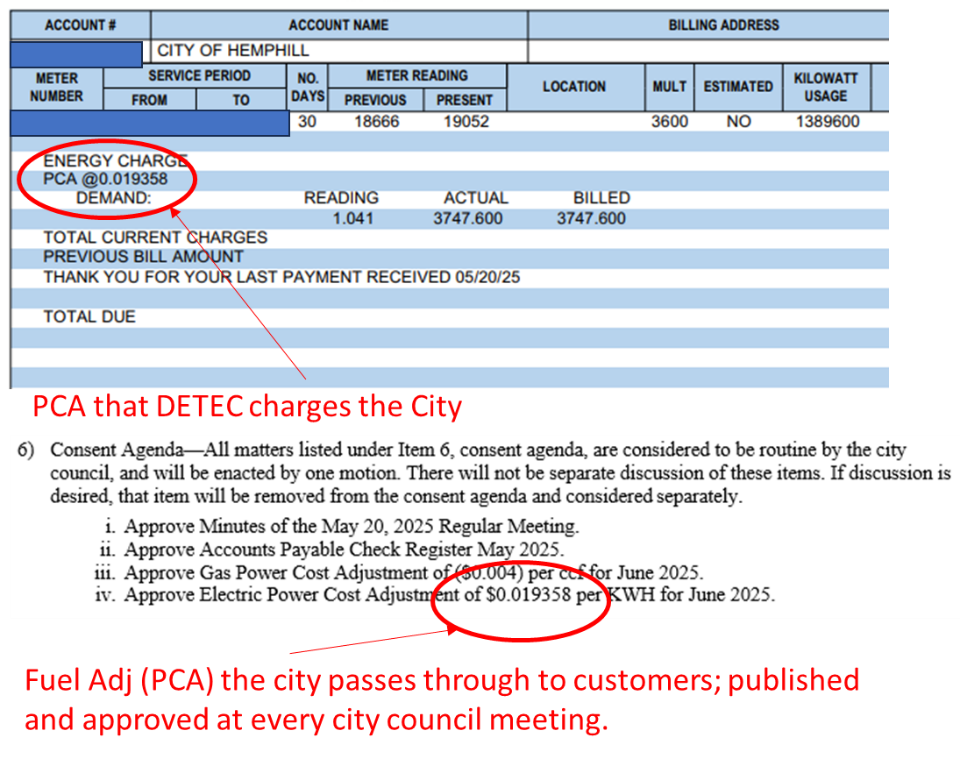 ACCOUNT # ACCOUNT NAME BILLING ADDRESS
CITY OF HEMPHILL
METER NUMBER SERVICE PERIOD NO. DAYS METER READING LOCATION MULT ESTIMATED KILOWATT USAGE
FROM TO PREVIOUS PRESENT
30 18666 19052 3600 NO 1389600
ENERGY CHARGE
PCA @0.019358
DEMAND: READING ACTUAL BILLED
1.041 3747.600 3747.600
TOTAL CURRENT CHARGES
PREVIOUS BILL AMOUNT
THANK YOU FOR YOUR LAST PAYMENT RECEIVED 05/20/25
TOTAL DUE
PCA that DETEC charges the City
6) Consent Agenda—All matters listed under Item 6, consent agenda, are considered to be routine by the city
council, and will be enacted by one motion. There will not be separate discussion of these items. If discussion is
desired, that item will be removed from the consent agenda and considered separately.
i. Approve Minutes of the May 20, 2025 Regular Meeting.
ii. Approve Accounts Payable Check Register May 2025.
iii. Approve Gas Power Cost Adjustment of ($0.004) per ccf for June 2025.
iv. Approve Electric Power Cost Adjustment of $0.019358 per KWH for June 2025.
Fuel Adj (PCA) the city passes through to customers; published
and approved at every city council meeting.